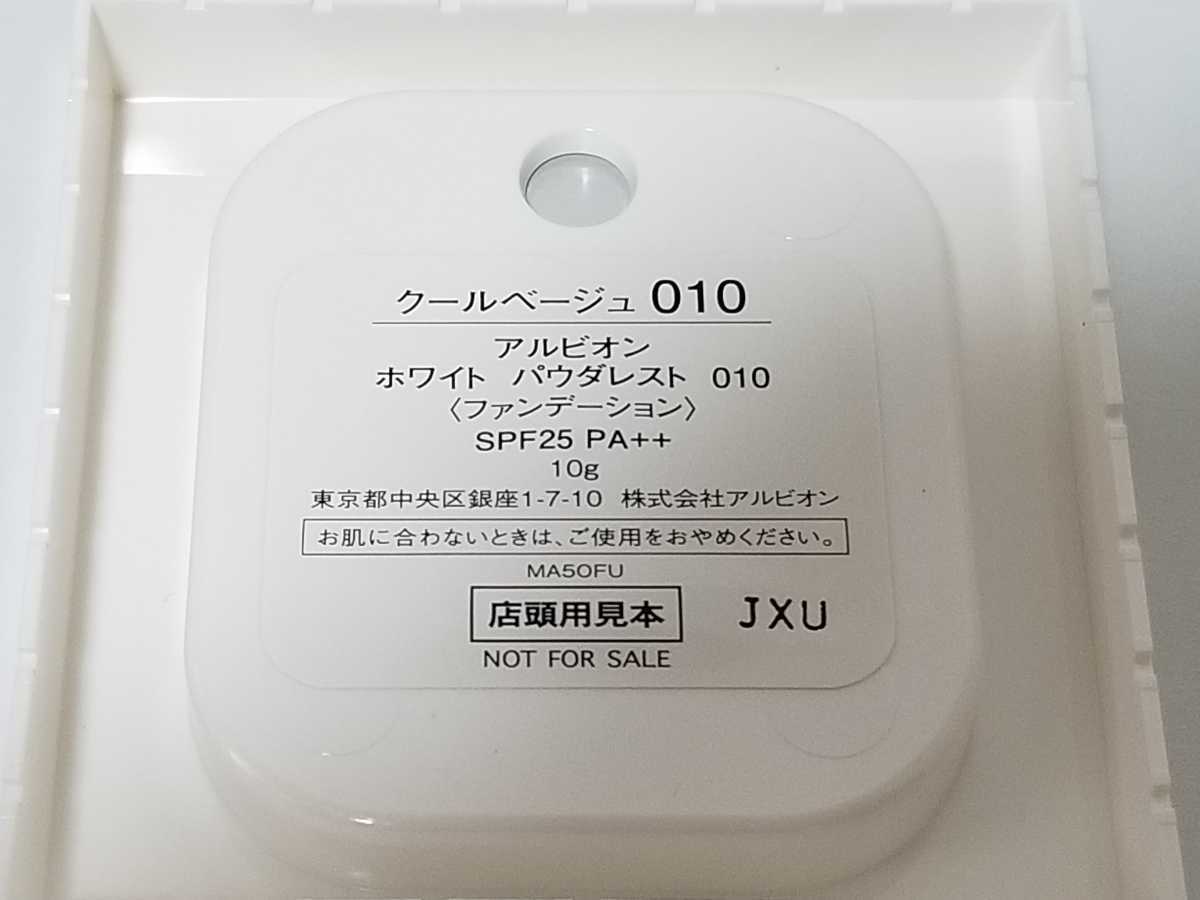 クールベージュ 010
アルビオン
ホワイト パウダレスト 010
〈ファンデーション〉
SPF25 PA++
10g
東京都中央区銀座1-7-10 株式会社アルビオン
お肌に合わないときは、ご使用をおやめください。
MA50FU
店頭用見本 JXU
NOT FOR SALE